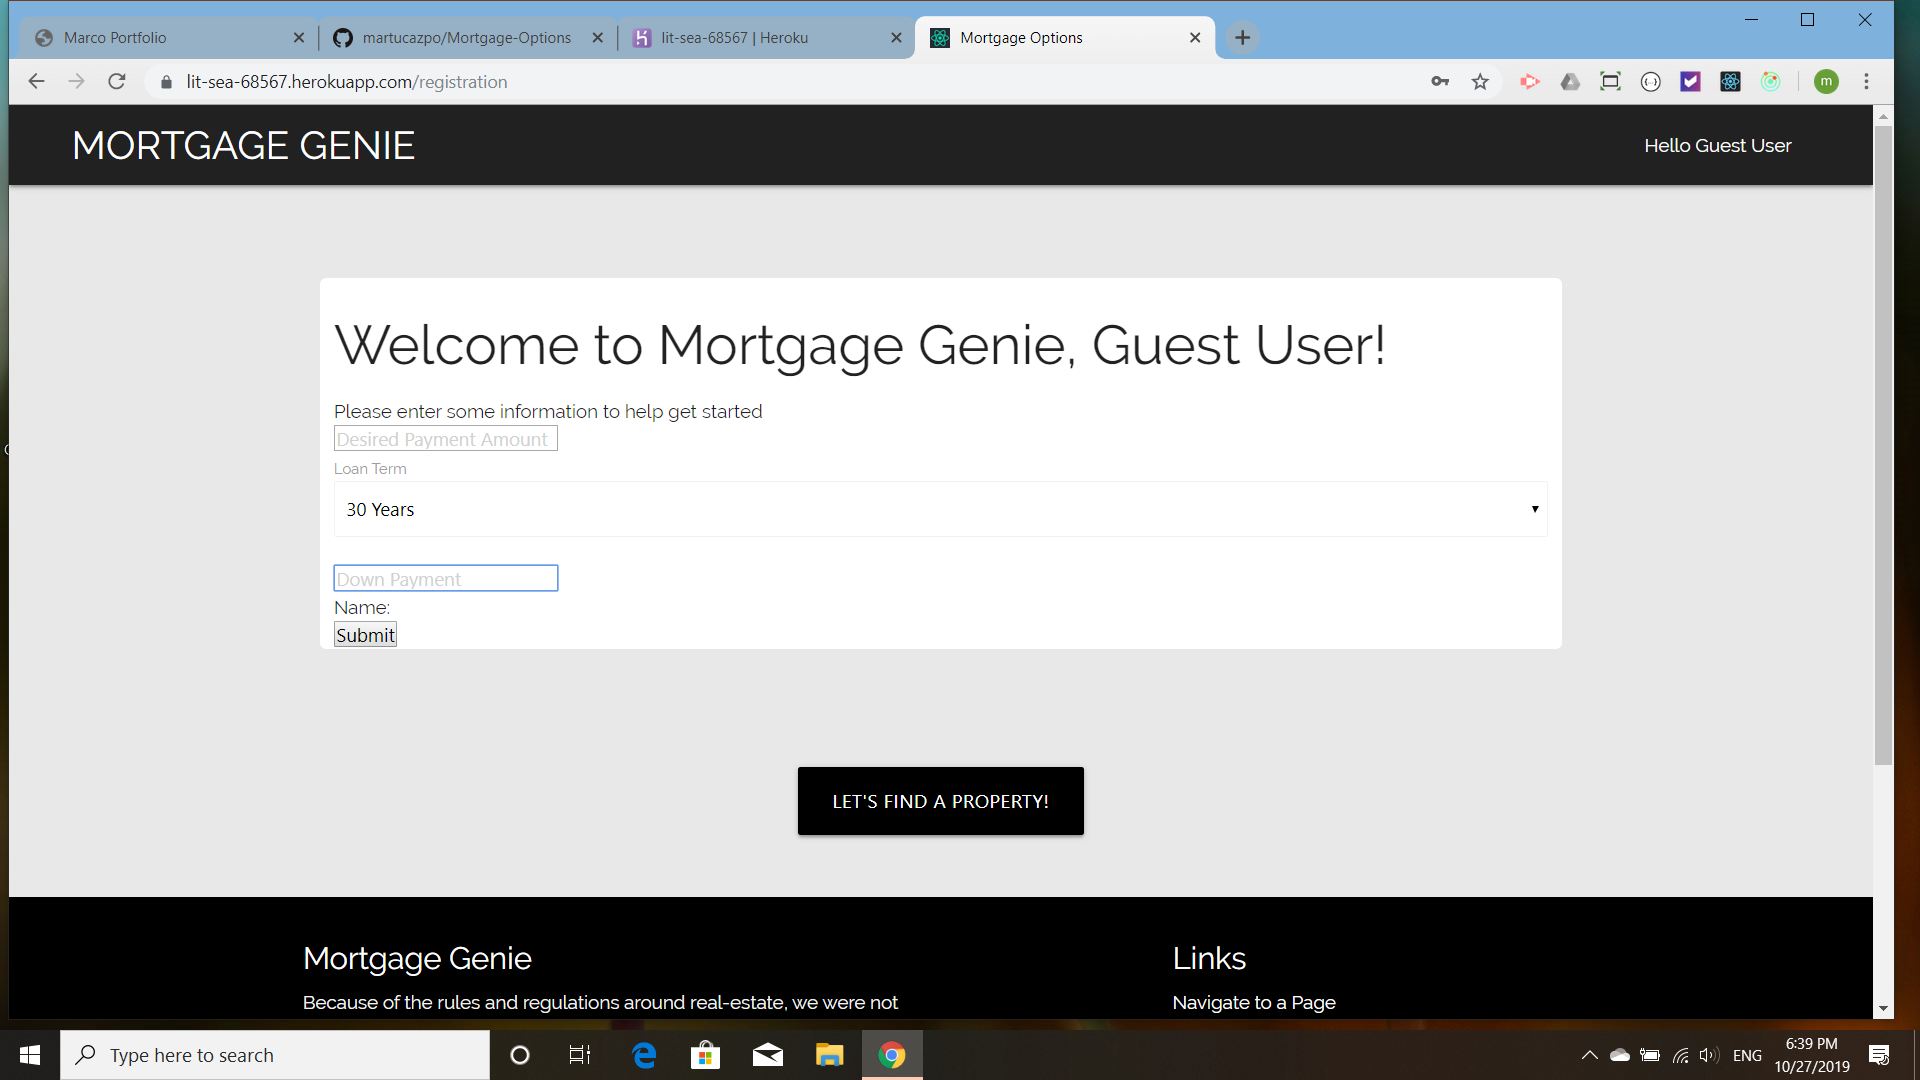 Marco Portfolio
martucazpo/Mortgage-Options
lit-sea-68567 | Heroku
Mortgage Options
lit-sea-68567.herokuapp.com/registration
m
MORTGAGE GENIE
Hello Guest User
Welcome to Mortgage Genie, Guest User!
Please enter some information to help get started
Desired Payment Amount
Loan Term
30 Years
Down Payment
Name:
Submit
LET'S FIND A PROPERTY!
Mortgage Genie
Links
Because of the rules and regulations around real-estate, we were not
Navigate to a Page
Type here to search
ENG
6:39 PM
10/27/2019